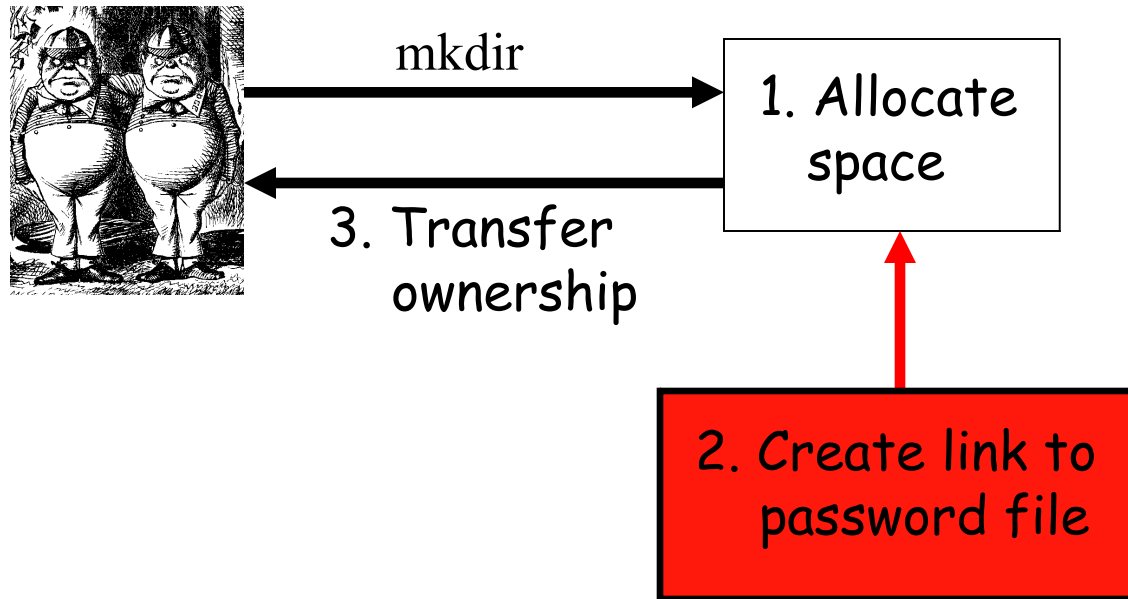 mkdir
1. Allocate
space
3. Transfer
ownership
2. Create link to
password file